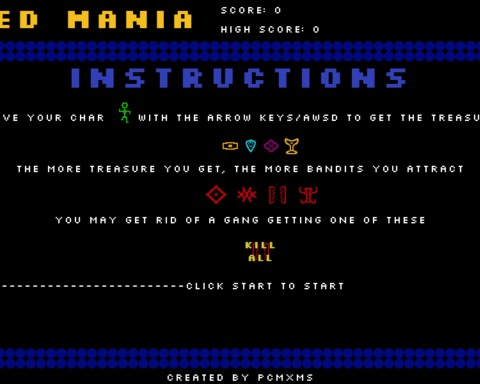 ED MANIA
SCORE: 0
HIGH SCORE: 0
INSTRUCTIONS
VE YOUR CHAR WITH THE ARROW KEYS/AWSD TO GET THE TREASU
THE MORE TREASURE YOU GET, THE MORE BANDITS YOU ATTRACT
YOU MAY GET RID OF A GANG GETTING ONE OF THESE
KILL
ALL
------------------------CLICK START TO START
CREATED BY PCMXMS